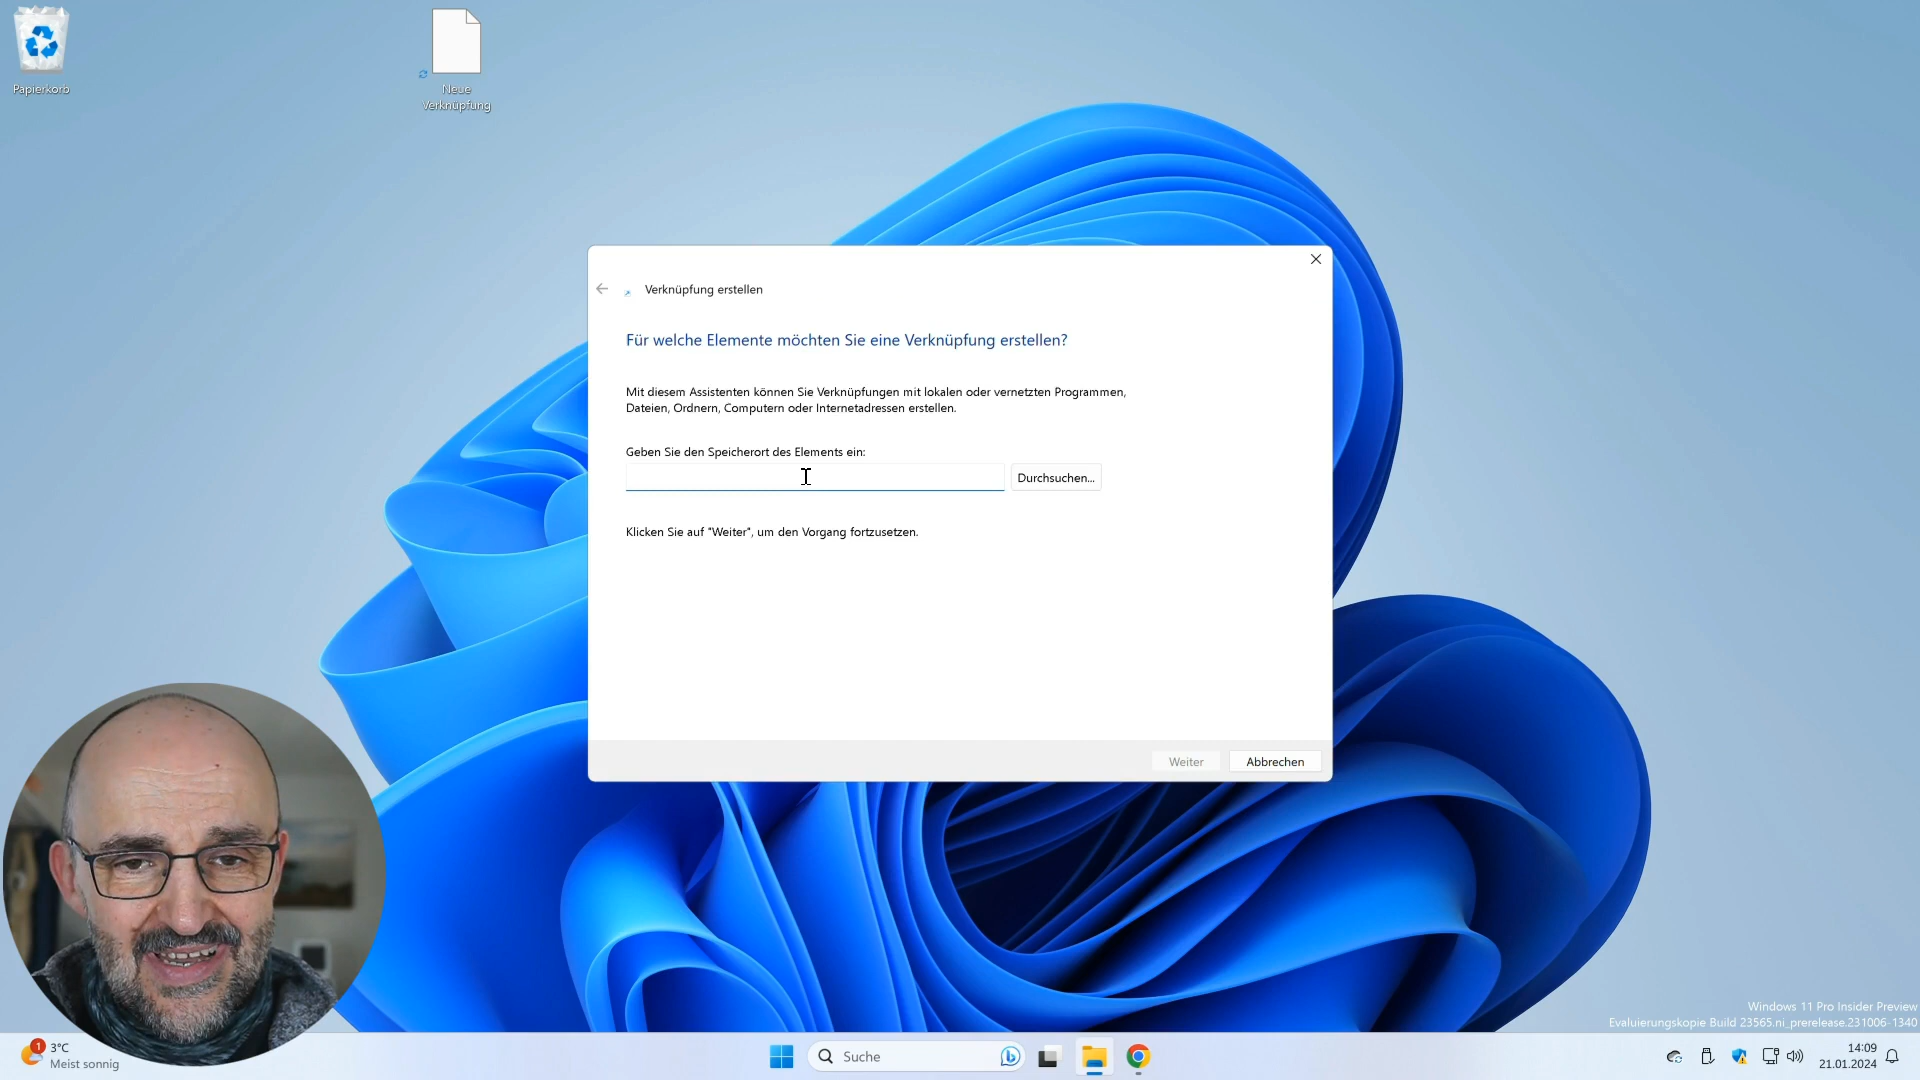 Papierkorb
Neue
Verknüpfung
Verknüpfung erstellen
Für welche Elemente möchten Sie eine Verknüpfung erstellen?
Mit diesem Assistenten können Sie Verknüpfungen mit lokalen oder vernetzten Programmen,
Dateien, Ordnern, Computern oder Internetadressen erstellen.
Geben Sie den Speicherort des Elements ein:
Durchsuchen...
Klicken Sie auf "Weiter", um den Vorgang fortzusetzen.
Weiter
Abbrechen
Windows 11 Pro Insider Preview
Evaluierungskopie Build 23565.ni_prerelease.231006-1340
1
3°C
Meist sonnig
Suche
14:09
21.01.2024